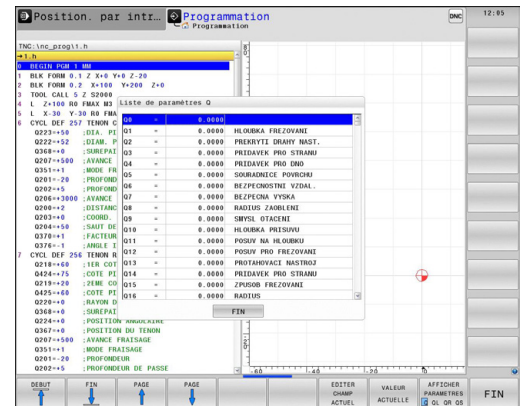 Position. par intr...
Programmation
Programmation
DNC
12:05
TNC:\nc_prog\1.h
→1.h
0 BEGIN PGM 1 MM
1 BLK FORM 0.1 Z X+0 Y+0 Z-20
2 BLK FORM 0.2 X+100 Y+200 Z+0
3 TOOL CALL 5 Z S2000
4 L Z+100 R0 FMAX M3
5 L X-30 Y-30 R0 FMAX
6 CYCL DEF 257 TENON C
Q223=+50 ;DIA. PI
Q222=+52 ;DIAM. P
Q368=+0 ;SUREPAI
Q207=+500 ;AVANCE
Q351=+1 ;MODE FR
Q201=-20 ;PROFOND
Q202=+5 ;PROFOND
Q206=+3000 ;AVANCE
Q200=+2 ;DISTANC
Q203=+0 ;COORD.
Q204=+50 ;SAUT DE
Q370=+1 ;FACTEUR
Q376=-1 ;ANGLE I
7 CYCL DEF 256 TENON R
Q218=+60 ;1ER COT
Q424=+75 ;COTE PI
Q219=+20 ;2EME CO
Q425=+60 ;COTE PI
Q220=+0 ;RAYON D
Q368=+0 ;SUREPAI
Q224=+0 ;POSITION ANGULAIRE
Q367=+0 ;POSITION DU TENON
Q207=+500 ;AVANCE FRAISAGE
Q351=+1 ;MODE FRAISAGE
Q201=-20 ;PROFONDEUR
Q202=+5 ;PROFONDEUR DE PASSE
Liste de paramètres Q
Q0 = 0.0000
Q1 = 0.0000 HLOUBKA FREZOVANI
Q2 = 0.0000 PREKRYTI DRAHY NAST.
Q3 = 0.0000 PRIDAVEK PRO STRANU
Q4 = 0.0000 PRIDAVEK PRO DNO
Q5 = 0.0000 SOURADNICE POVRCHU
Q6 = 0.0000 BEZPECNOSTNI VZDAL.
Q7 = 0.0000 BEZPECNA VYSKA
Q8 = 0.0000 RADIUS ZAOBLENI
Q9 = 0.0000 SMYSL OTACENI
Q10 = 0.0000 HLOUBKA PRISUVU
Q11 = 0.0000 POSUV NA HLOUBKU
Q12 = 0.0000 POSUV PRO FREZOVANI
Q13 = 0.0000 PROTAHOVACI NASTROJ
Q14 = 0.0000 PRIDAVEK PRO STRANU
Q15 = 0.0000 ZPUSOB FREZOVANI
Q16 = 0.0000 RADIUS
FIN
-60 -20 0
DEBUT
FIN
PAGE
PAGE
EDITER CHAMP ACTUEL
VALEUR ACTUELLE
AFFICHER PARAMETRES Q QL QR QS
FIN